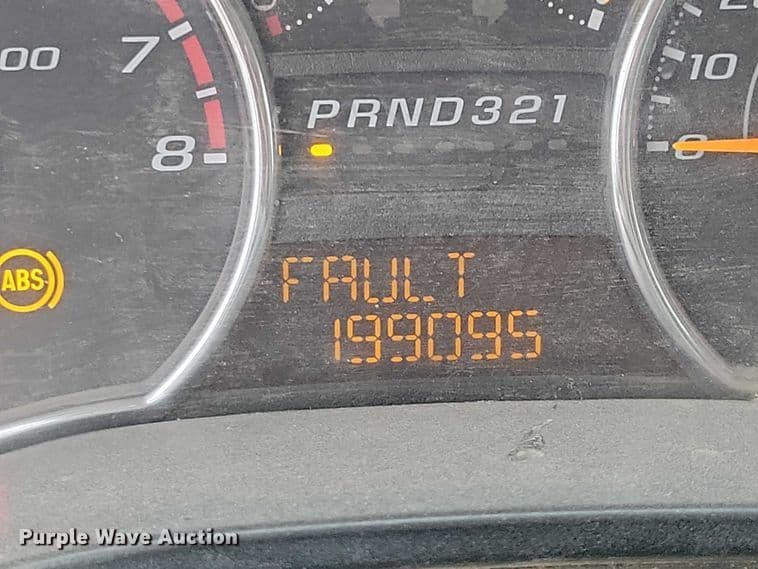 00 7 8
PRND321
10
0
ABS
FAULT
199095
Purple Wave Auction